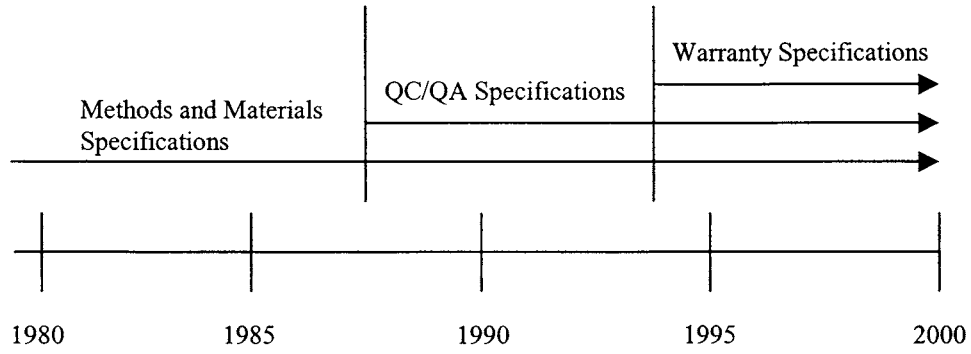 Warranty Specifications
QC/QA Specifications
Methods and Materials
Specifications
1980 1985 1990 1995 2000